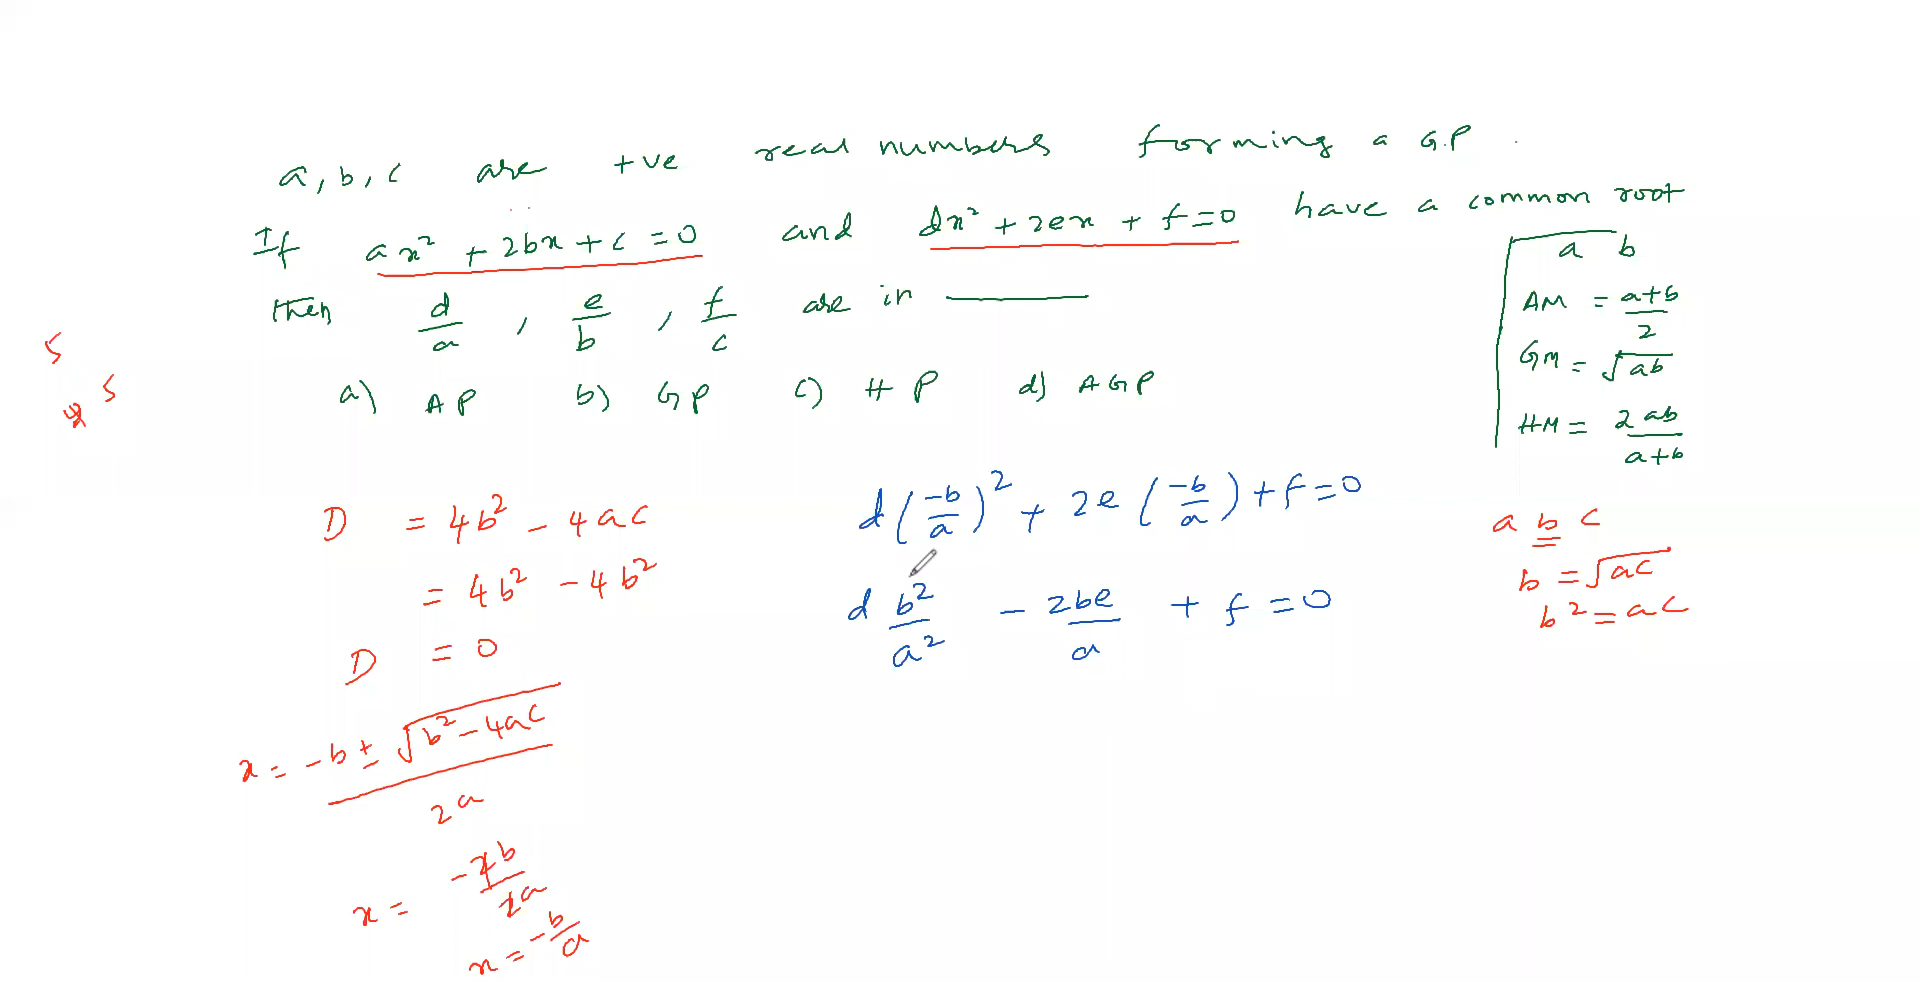 a, b, c are +ve real numbers forming a G.P.
If ax² + 2bx + c = 0 and dx² + 2ex + f = 0 have a common root
then d/a , e/b , f/c are in ______
a) AP b) GP c) HP d) AGP
a b
AM = (a+b)/2
GM = √ab
HM = 2ab/(a+b)
5
5
D = 4b² - 4ac
= 4b² - 4b²
D = 0
x = (-b ± √(b² - 4ac))/2a
x = -2b/2a
x = -b/a
d(-b/a)² + 2e(-b/a) + f = 0
d b²/a² - 2be/a + f = 0
a b c
b = √ac
b² = ac